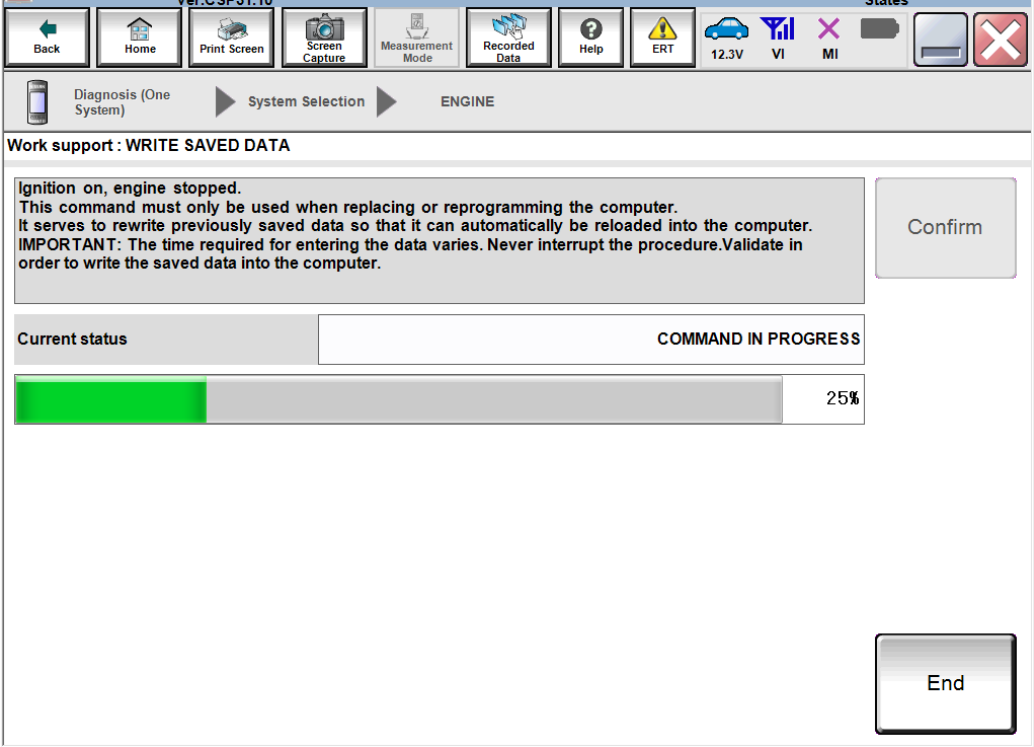 Ver.CSP51.10
States
Back
Home
Print Screen
Screen
Capture
Measurement
Mode
Recorded
Data
Help
ERT
12.3V
VI
MI
Diagnosis (One
System)
System Selection
ENGINE
Work support : WRITE SAVED DATA
Ignition on, engine stopped.
This command must only be used when replacing or reprogramming the computer.
It serves to rewrite previously saved data so that it can automatically be reloaded into the computer.
IMPORTANT: The time required for entering the data varies. Never interrupt the procedure.Validate in
order to write the saved data into the computer.
Confirm
Current status
COMMAND IN PROGRESS
25%
End